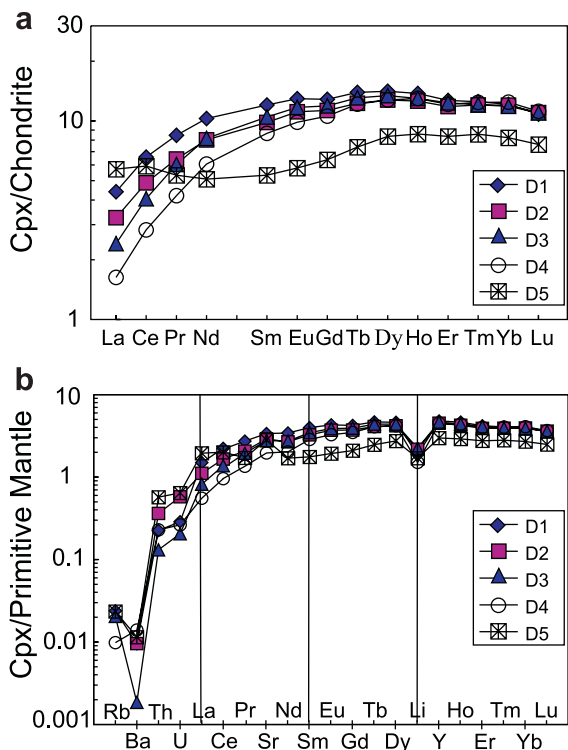 a
Cpx/Chondrite
30
10
1
La Ce Pr Nd Sm Eu Gd Tb Dy Ho Er Tm Yb Lu
D1
D2
D3
D4
D5
b
Cpx/Primitive Mantle
10
1
0.1
0.01
0.001
D1
D2
D3
D4
D5
Rb Th La Pr Nd Eu Tb Li Ho Tm Lu
Ba U Ce Sr Sm Gd Dy Y Er Yb